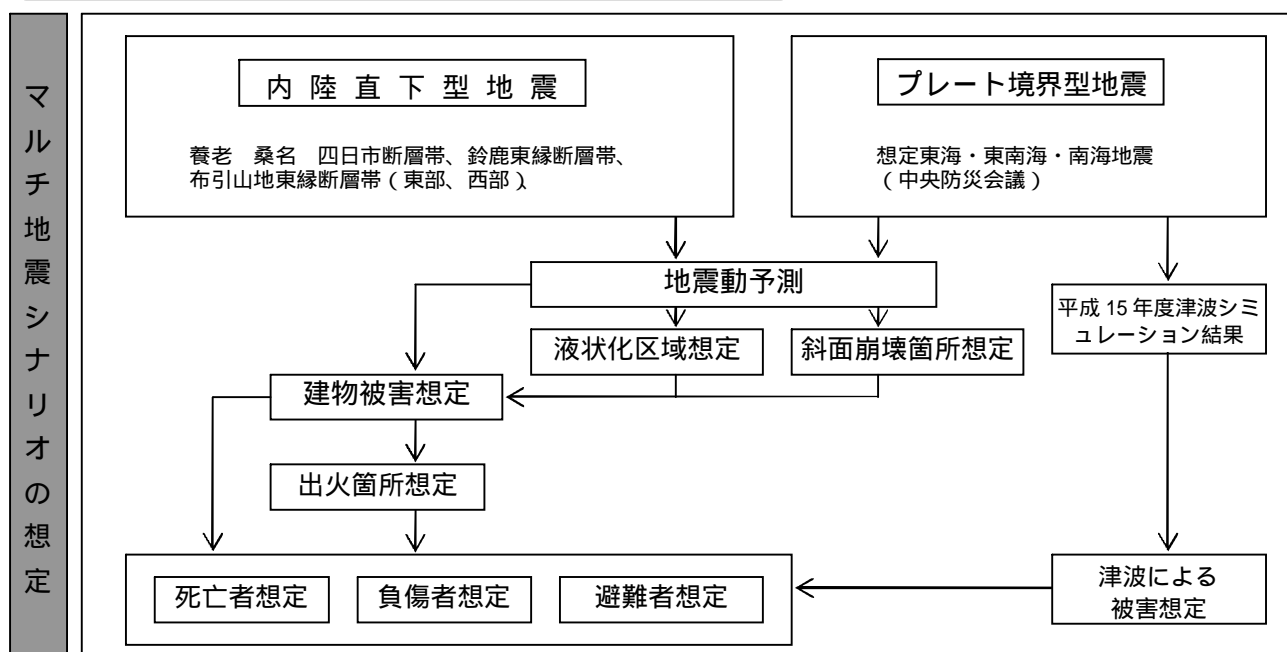 マルチ地震シナリオの想定
内陸直下型地震
養老　桑名　四日市断層帯、鈴鹿東縁断層帯、
布引山地東縁断層帯（東部、西部）
プレート境界型地震
想定東海・東南海・南海地震
（中央防災会議）
地震動予測
液状化区域想定
斜面崩壊箇所想定
平成15年度津波シミ
ュレーション結果
建物被害想定
出火箇所想定
死亡者想定
負傷者想定
避難者想定
津波による
被害想定